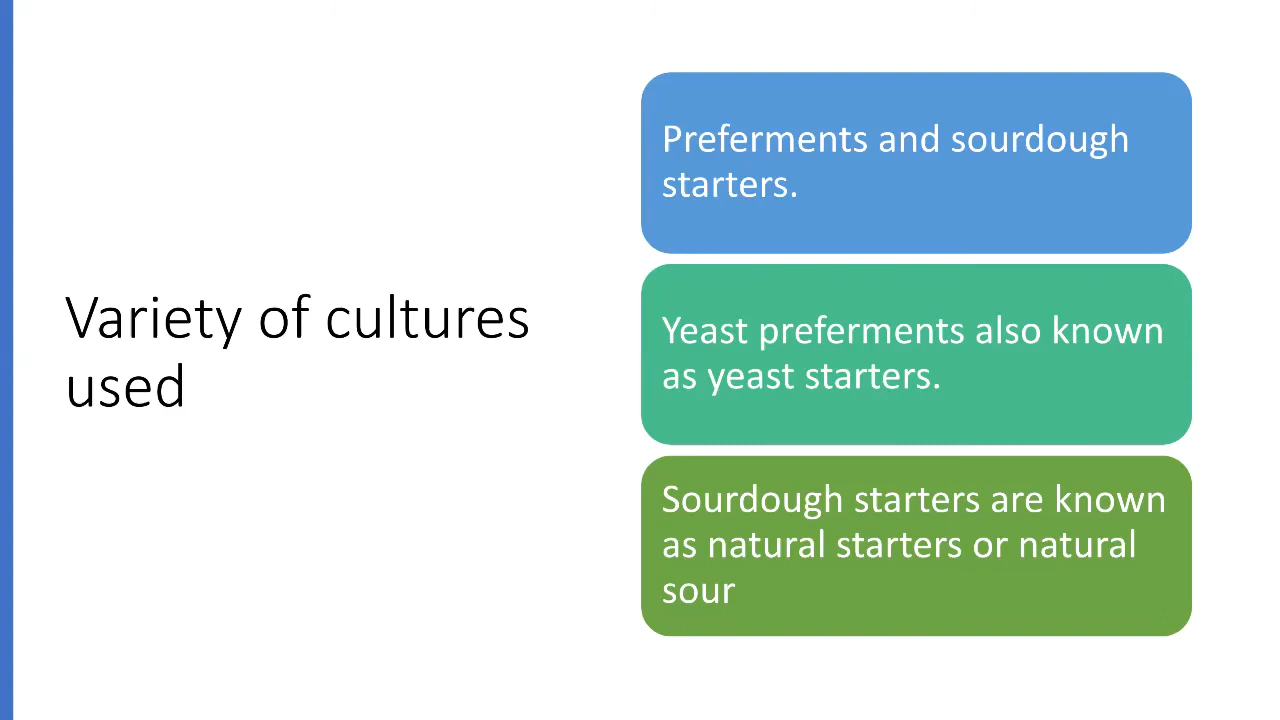 Variety of cultures
used
Preferments and sourdough
starters.
Yeast preferments also known
as yeast starters.
Sourdough starters are known
as natural starters or natural
sour